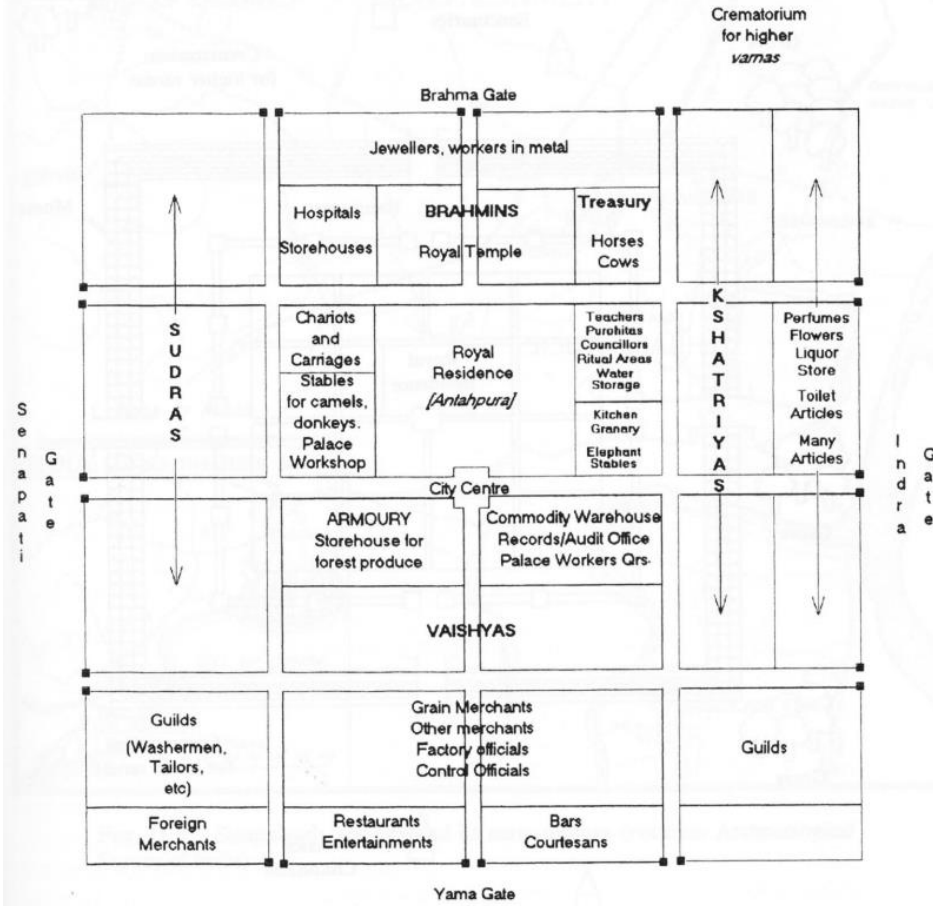 Crematorium
for higher
varnas
Brahma Gate
Jewellers, workers in metal
Hospitals
Storehouses
BRAHMINS
Royal Temple
Treasury
Horses
Cows
SUDRAS
Chariots
and
Carriages
Stables
for camels,
donkeys.
Palace
Workshop
Royal
Residence
[Antahpura]
Teachers
Purohitas
Councillors
Ritual Areas
Water
Storage
Kitchen
Granary
Elephant
Stables
KSHATRIYAS
Perfumes
Flowers
Liquor
Store
Toilet
Articles
Many
Articles
Senapati
Gate
Indra
Gate
City Centre
ARMOURY
Storehouse for
forest produce
Commodity Warehouse
Records/Audit Office
Palace Workers Qrs.
VAISHYAS
Guilds
(Washermen,
Tailors,
etc)
Grain Merchants
Other merchants
Factory officials
Control Officials
Guilds
Foreign
Merchants
Restaurants
Entertainments
Bars
Courtesans
Yama Gate